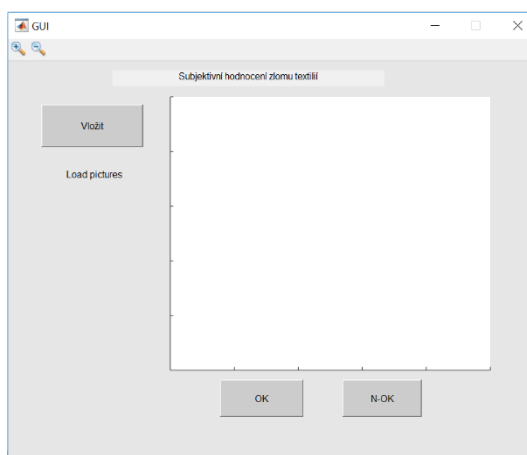 GUI
Subjektivní hodnocení zlomu textilií
Vložit
Load pictures
OK
N-OK